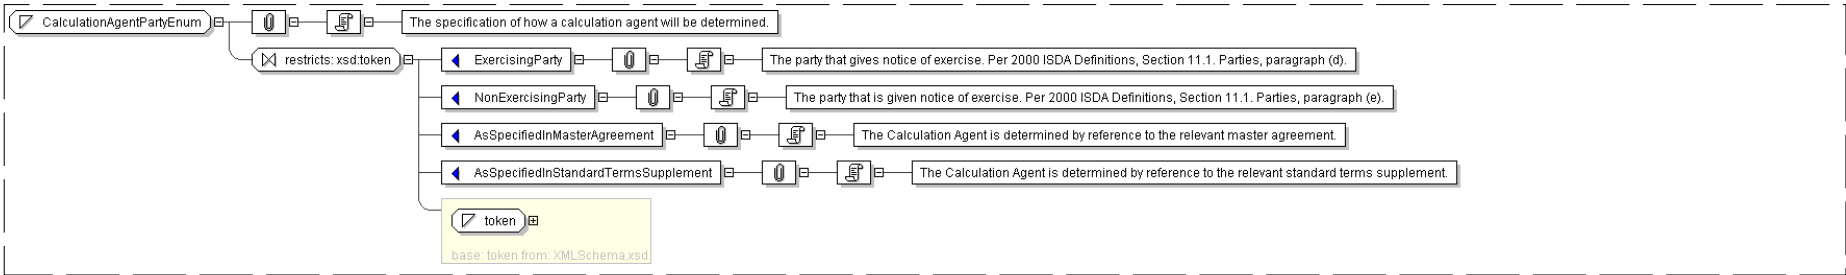 CalculationAgentPartyEnum The specification of how a calculation agent will be determined.
restricts: xsd:token ExercisingParty The party that gives notice of exercise. Per 2000 ISDA Definitions, Section 11.1. Parties, paragraph (d).
NonExercisingParty The party that is given notice of exercise. Per 2000 ISDA Definitions, Section 11.1. Parties, paragraph (e).
AsSpecifiedInMasterAgreement The Calculation Agent is determined by reference to the relevant master agreement.
AsSpecifiedInStandardTermsSupplement The Calculation Agent is determined by reference to the relevant standard terms supplement.
token
base: token from: XMLSchema.xsd